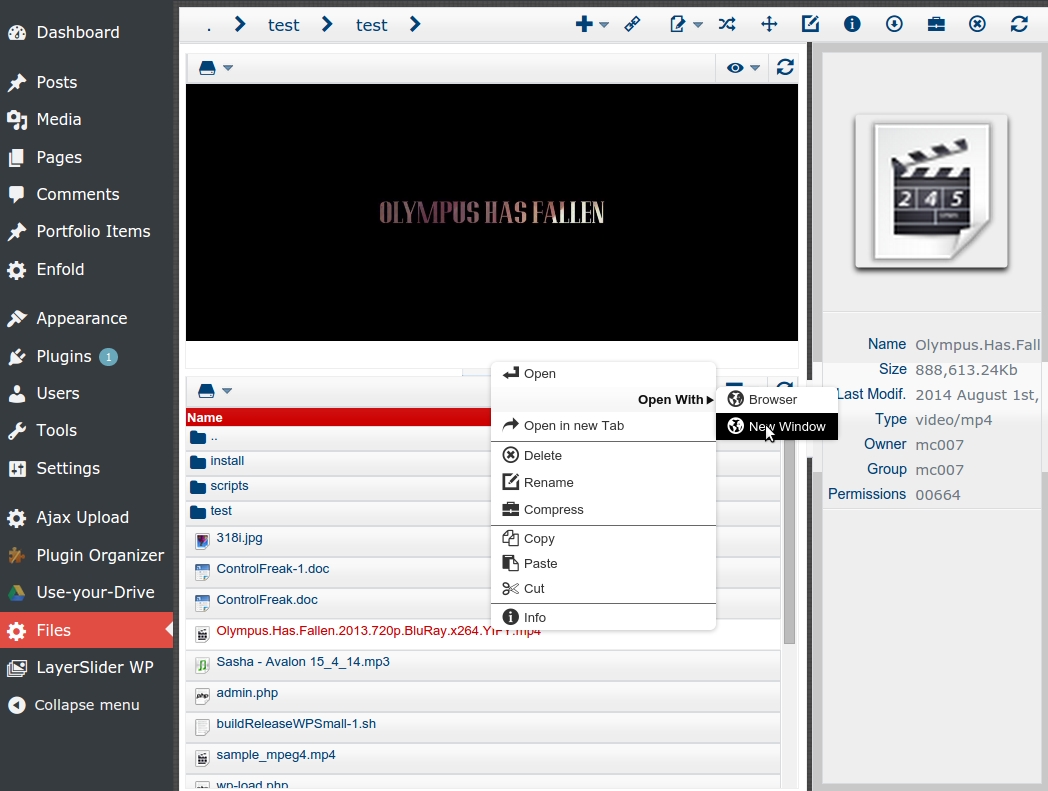 Dashboard
Posts
Media
Pages
Comments
Portfolio Items
Enfold
Appearance
Plugins 1
Users
Tools
Settings
Ajax Upload
Plugin Organizer
Use-your-Drive
Files
LayerSlider WP
Collapse menu
. test test
OLYMPUS HAS FALLEN
Name
..
install
scripts
test
318i.jpg
ControlFreak-1.doc
ControlFreak.doc
Olympus.Has.Fallen.2013.720p.BluRay.x264.YIFY.mp4
Sasha - Avalon 15_4_14.mp3
admin.php
buildReleaseWPSmall-1.sh
sample_mpeg4.mp4
wp-load.php
Open
Open With
Open in new Tab
Delete
Rename
Compress
Copy
Paste
Cut
Info
Browser
New Window
2 4 5
Name Olympus.Has.Fall
Size 888,613.24Kb
Last Modif. 2014 August 1st,
Type video/mp4
Owner mc007
Group mc007
Permissions 00664